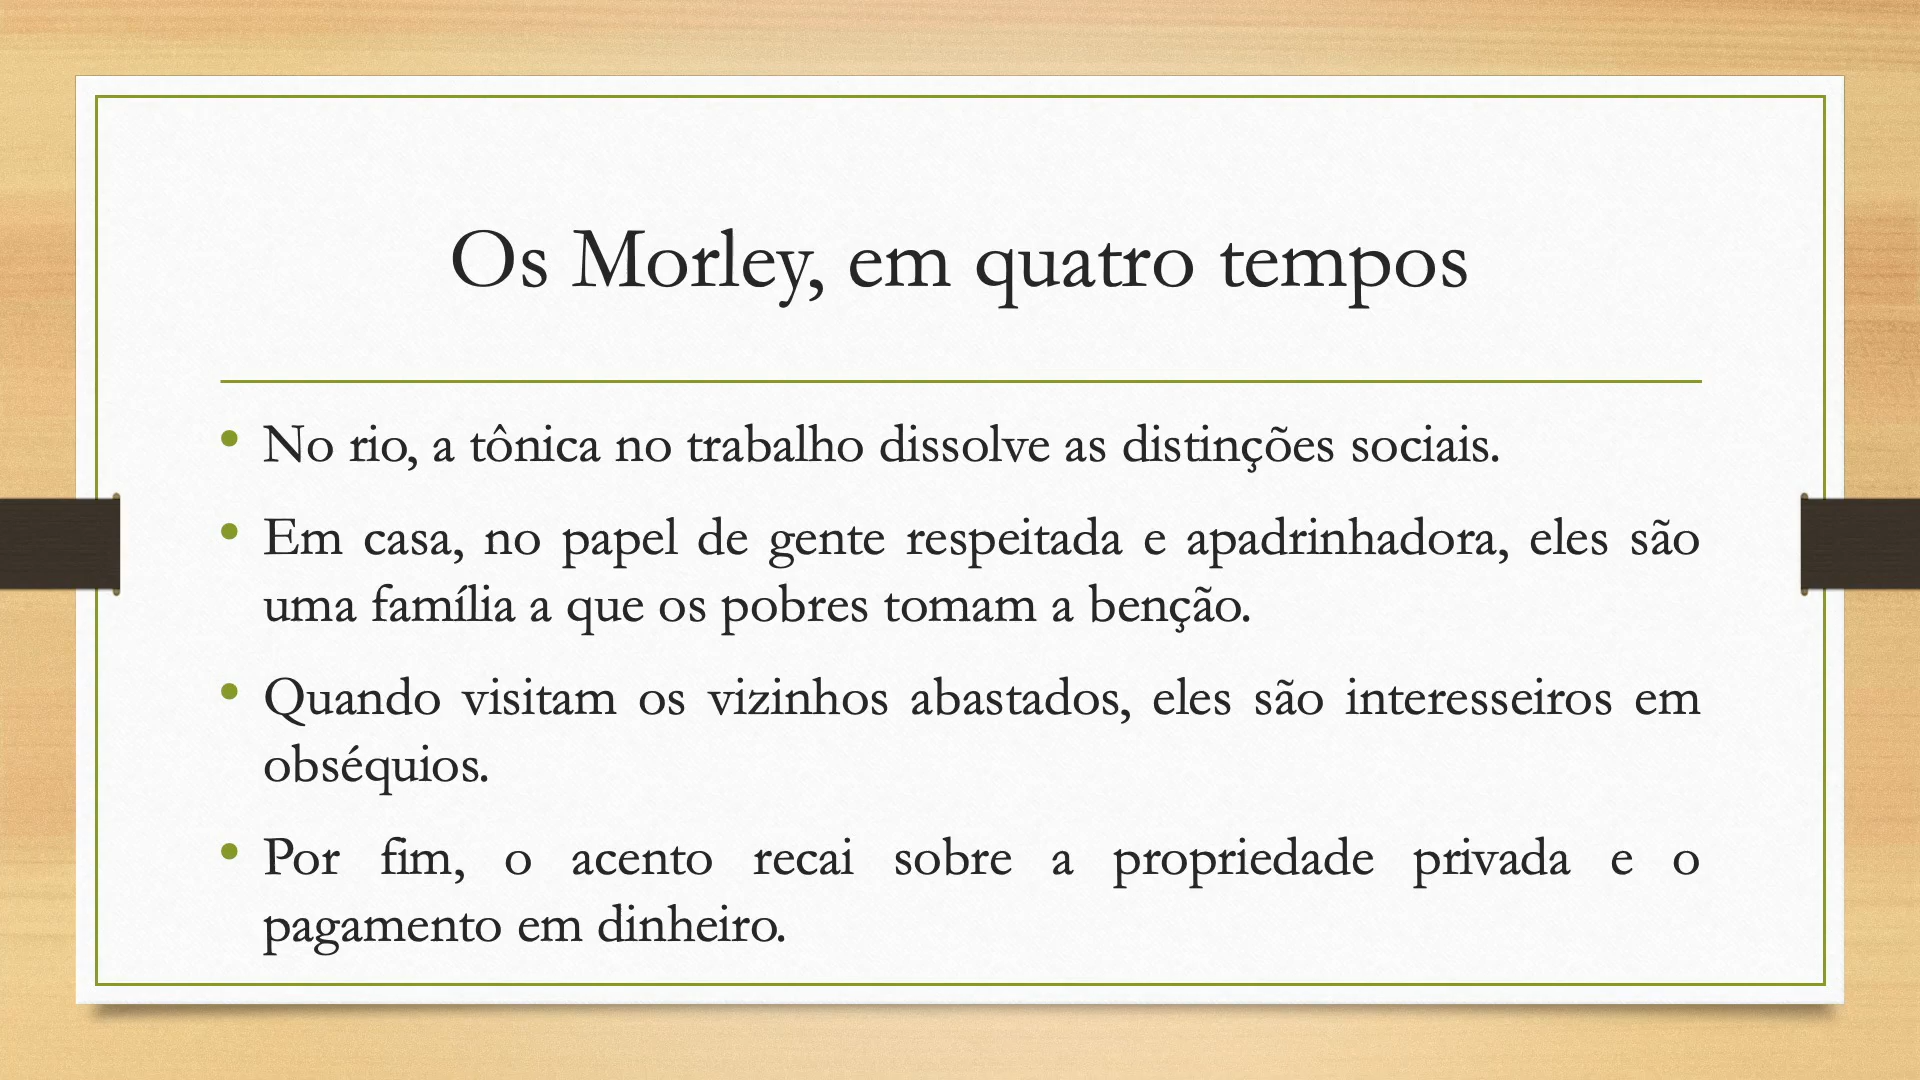 Os Morley, em quatro tempos
• No rio, a tônica no trabalho dissolve as distinções sociais.
• Em casa, no papel de gente respeitada e apadrinhadora, eles são
uma família a que os pobres tomam a benção.
• Quando visitam os vizinhos abastados, eles são interesseiros em
obséquios.
• Por fim, o acento recai sobre a propriedade privada e o
pagamento em dinheiro.